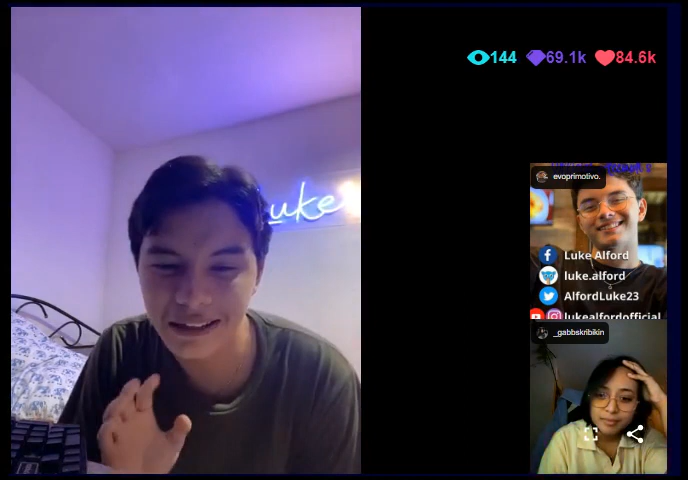 144 69.1k 84.6k
uke
evoprimotivo.
Luke Alford
luke.alford
AlfordLuke23
lukealfordofficial
_gabbskribikin